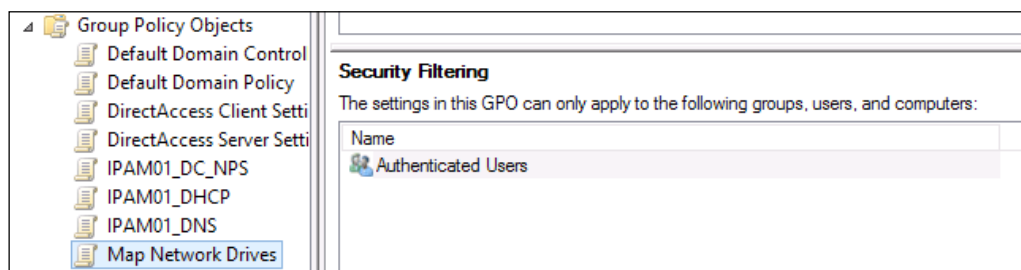 Group Policy Objects
Default Domain Control
Default Domain Policy
DirectAccess Client Setti
DirectAccess Server Setti
IPAM01_DC_NPS
IPAM01_DHCP
IPAM01_DNS
Map Network Drives
Security Filtering
The settings in this GPO can only apply to the following groups, users, and computers:
Name
Authenticated Users